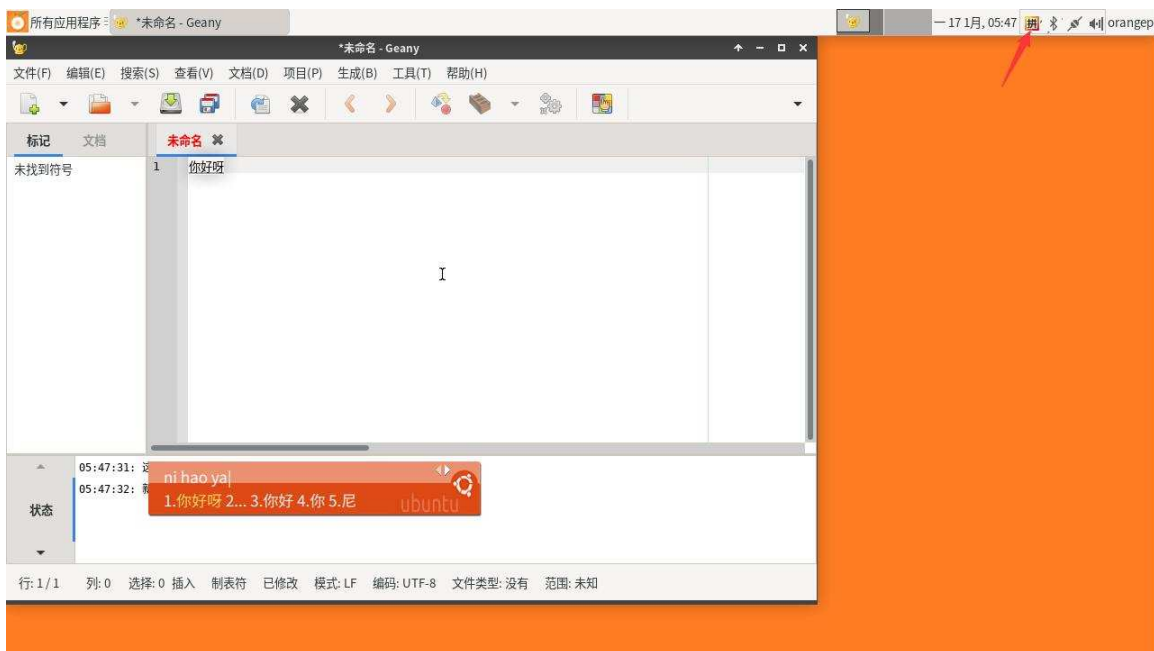 所有应用程序 *未命名 - Geany 一 17 1月, 05:47 拼 orangep
*未命名 - Geany
文件(F) 编辑(E) 搜索(S) 查看(V) 文档(D) 项目(P) 生成(B) 工具(T) 帮助(H)
标记 文档 未命名
未找到符号 1 你好呀
05:47:31: 这
05:47:32: 新
ni hao ya
1.你好呀 2... 3.你好 4.你 5.尼
ubuntu
状态
行: 1 / 1 列: 0 选择: 0 插入 制表符 已修改 模式: LF 编码: UTF-8 文件类型: 没有 范围: 未知